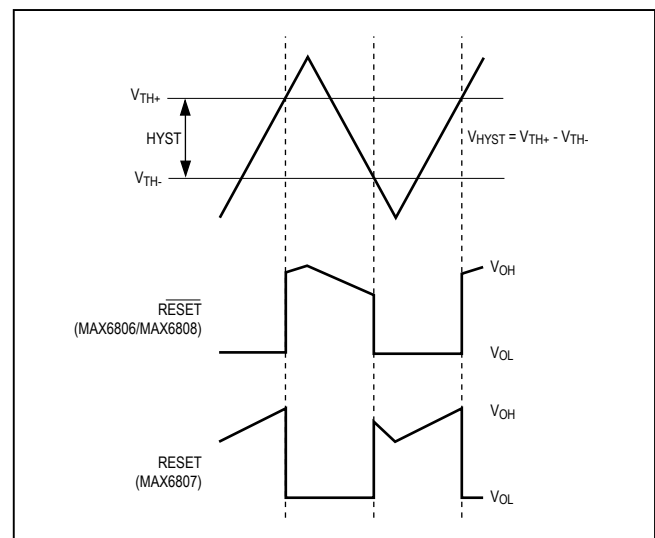 VTH+
HYST
VHYST = VTH+ - VTH-
VTH-
VOH
RESET
(MAX6806/MAX6808)
VOL
VOH
RESET
(MAX6807)
VOL